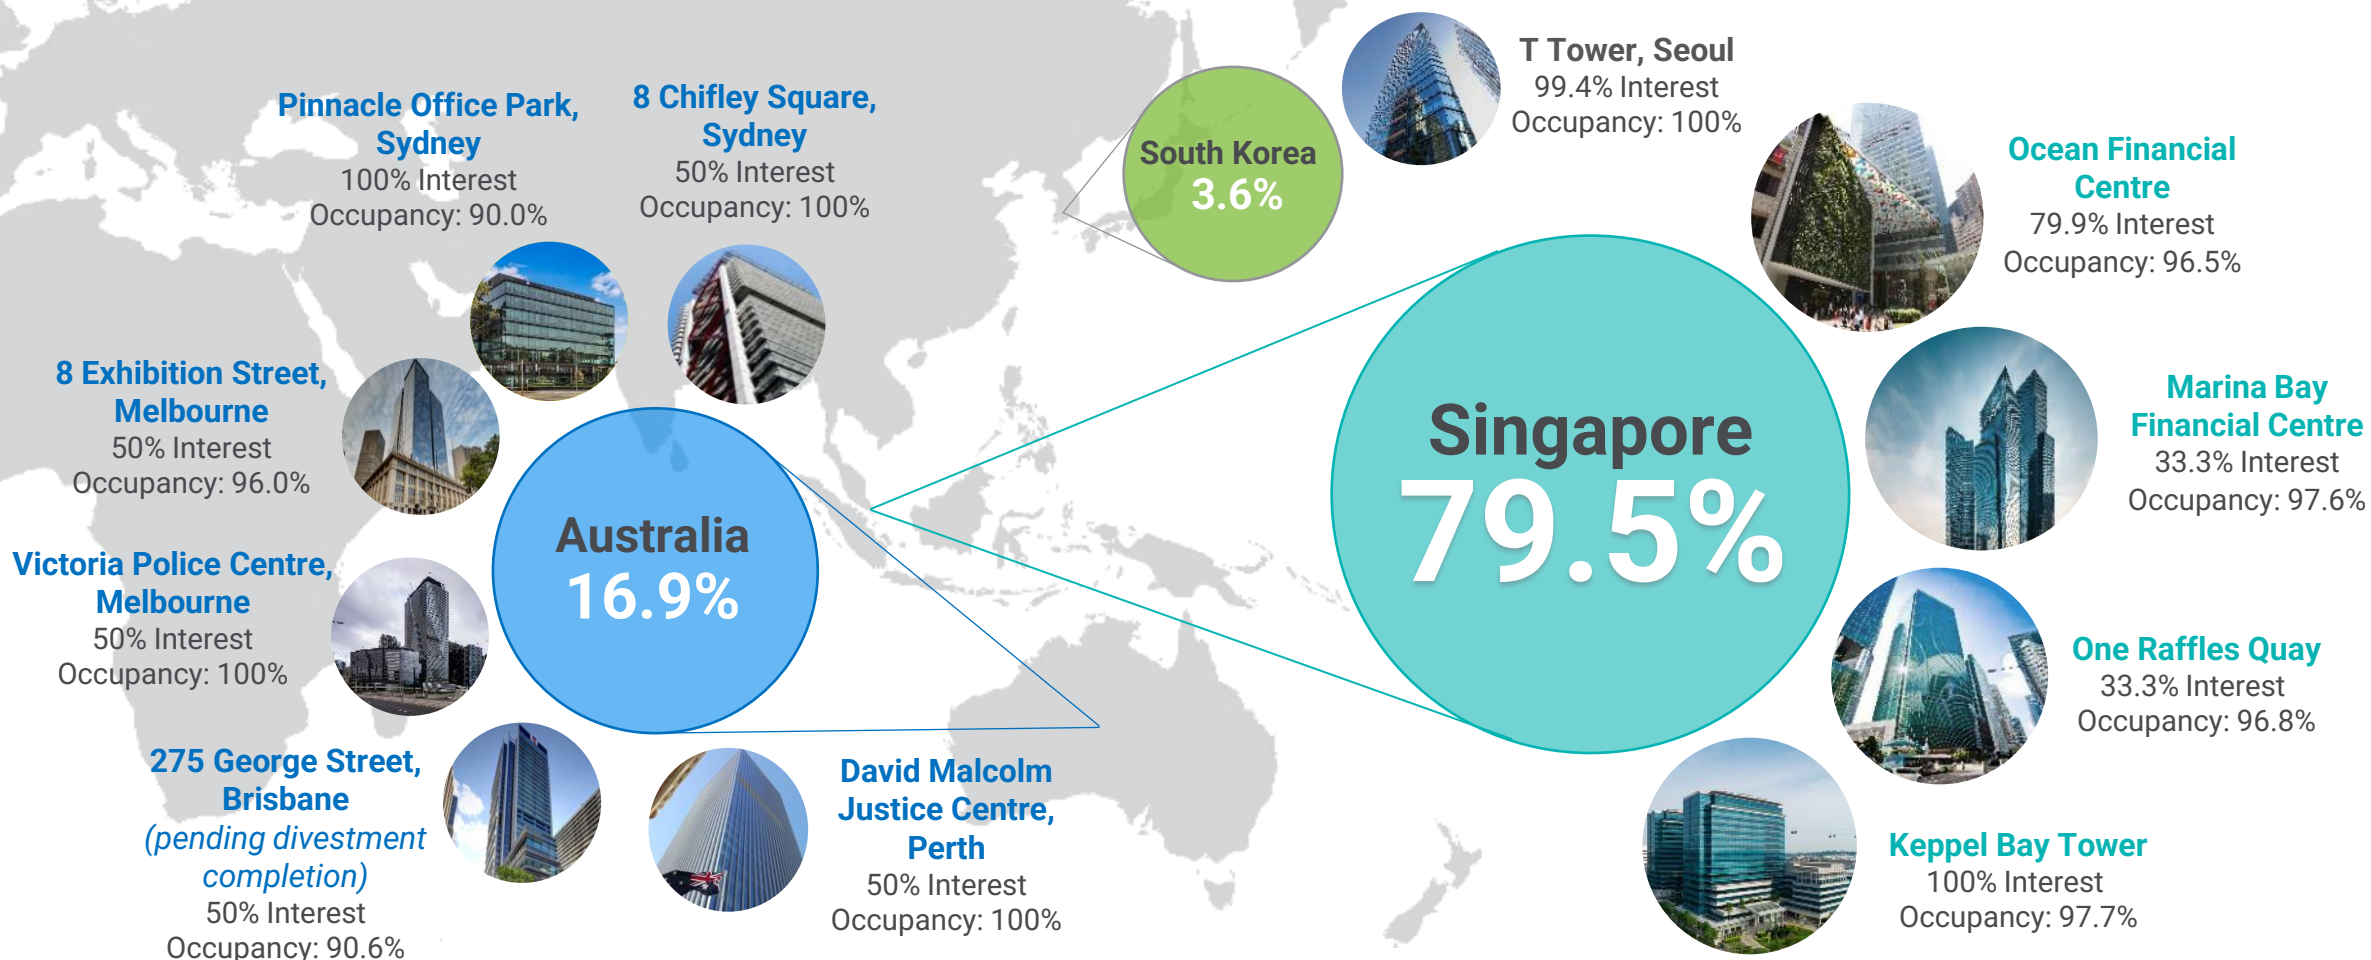 Pinnacle Office Park,
Sydney
100% Interest
Occupancy: 90.0%
8 Chifley Square,
Sydney
50% Interest
Occupancy: 100%
8 Exhibition Street,
Melbourne
50% Interest
Occupancy: 96.0%
Victoria Police Centre,
Melbourne
50% Interest
Occupancy: 100%
275 George Street,
Brisbane
(pending divestment
completion)
50% Interest
Occupancy: 90.6%
David Malcolm
Justice Centre,
Perth
50% Interest
Occupancy: 100%
Australia
16.9%
South Korea
3.6%
T Tower, Seoul
99.4% Interest
Occupancy: 100%
Singapore
79.5%
Ocean Financial
Centre
79.9% Interest
Occupancy: 96.5%
Marina Bay
Financial Centre
33.3% Interest
Occupancy: 97.6%
One Raffles Quay
33.3% Interest
Occupancy: 96.8%
Keppel Bay Tower
100% Interest
Occupancy: 97.7%